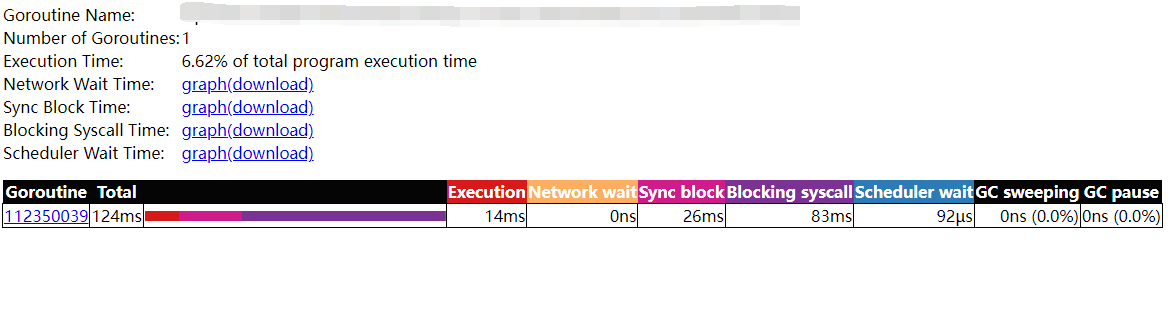 Goroutine Name:
Number of Goroutines: 1
Execution Time: 6.62% of total program execution time
Network Wait Time: graph(download)
Sync Block Time: graph(download)
Blocking Syscall Time: graph(download)
Scheduler Wait Time: graph(download)
Goroutine Total Execution Network wait Sync block Blocking syscall Scheduler wait GC sweeping GC pause
112350039 124ms 14ms 0ns 26ms 83ms 92µs 0ns (0.0%) 0ns (0.0%)